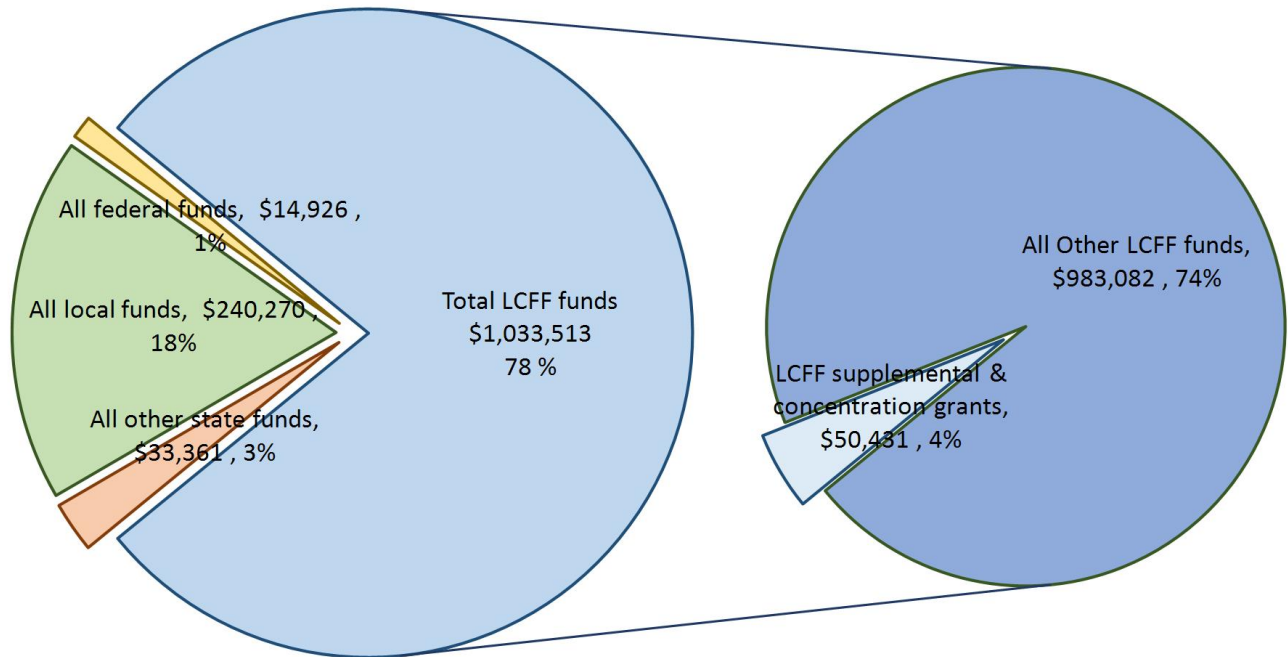 All federal funds,  $14,926 ,
1%
All local funds,  $240,270 ,
18%
All other state funds,
$33,361 , 3%
Total LCFF funds
$1,033,513
78 %
All Other LCFF funds,
$983,082 , 74%
LCFF supplemental &
concentration grants,
$50,431 , 4%